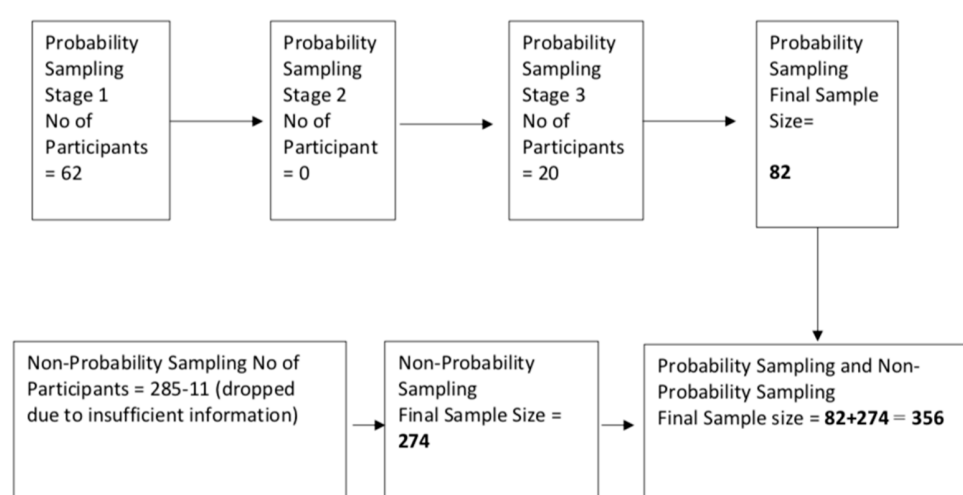 Probability
Sampling
Stage 1
No of
Participants
= 62
Probability
Sampling
Stage 2
No of
Participant
= 0
Probability
Sampling
Stage 3
No of
Participants
= 20
Probability
Sampling
Final Sample
Size=
82
Non-Probability Sampling No of
Participants = 285-11 (dropped
due to insufficient information)
Non-Probability
Sampling
Final Sample Size =
274
Probability Sampling and Non-
Probability Sampling
Final Sample size = 82+274 = 356